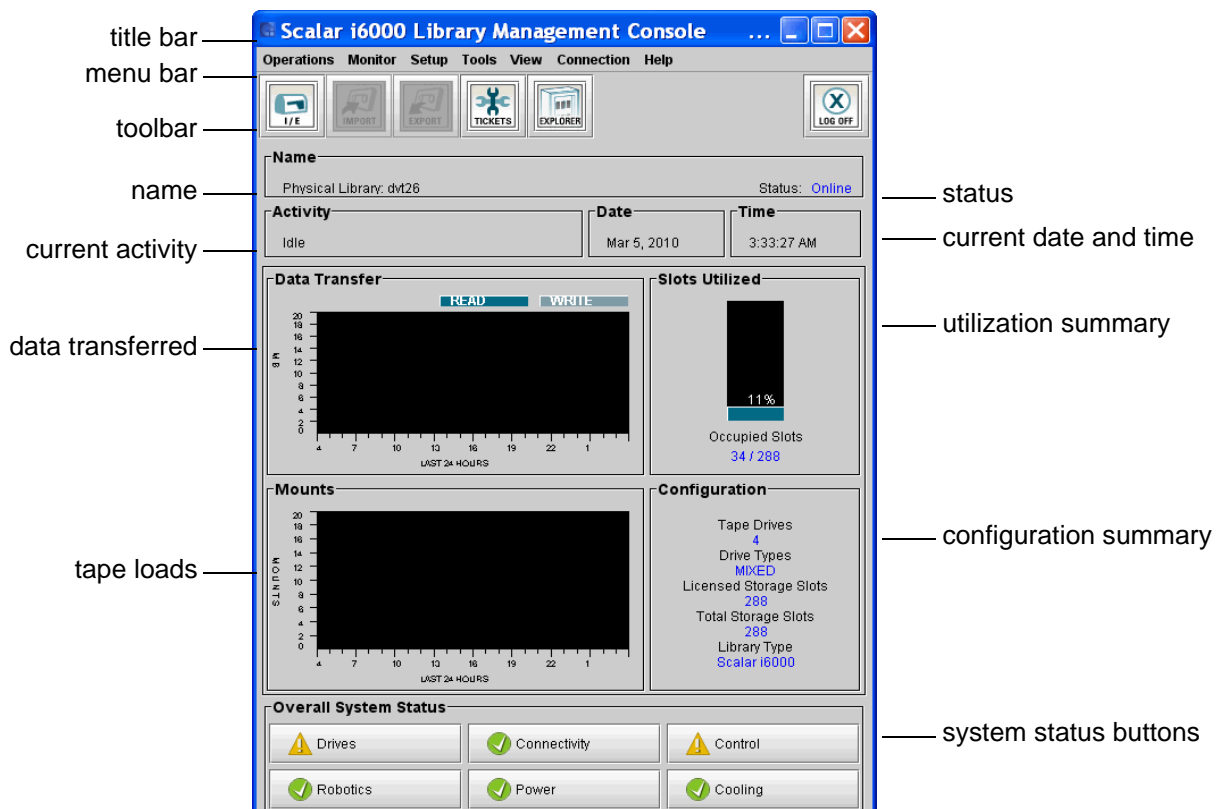 title bar
Scalar i6000 Library Management Console ...
menu bar
Operations Monitor Setup Tools View Connection Help
toolbar
I/E IMPORT EXPORT TICKETS EXPLORER LOG OFF
Name
name
Physical Library: dvt26 Status: Online
status
Activity Date Time
current activity
Idle Mar 5, 2010 3:33:27 AM
current date and time
Data Transfer
READ WRITE
data transferred
MB
20
18
16
14
12
10
8
6
4
2
0
4 7 10 13 16 19 22 1
LAST 24 HOURS
Slots Utilized
utilization summary
11%
Occupied Slots
34 / 288
Mounts
tape loads
MOUNTS
20
18
16
14
12
10
8
6
4
2
0
4 7 10 13 16 19 22 1
LAST 24 HOURS
Configuration
configuration summary
Tape Drives
4
Drive Types
MIXED
Licensed Storage Slots
288
Total Storage Slots
288
Library Type
Scalar i6000
Overall System Status
system status buttons
Drives Connectivity Control
Robotics Power Cooling